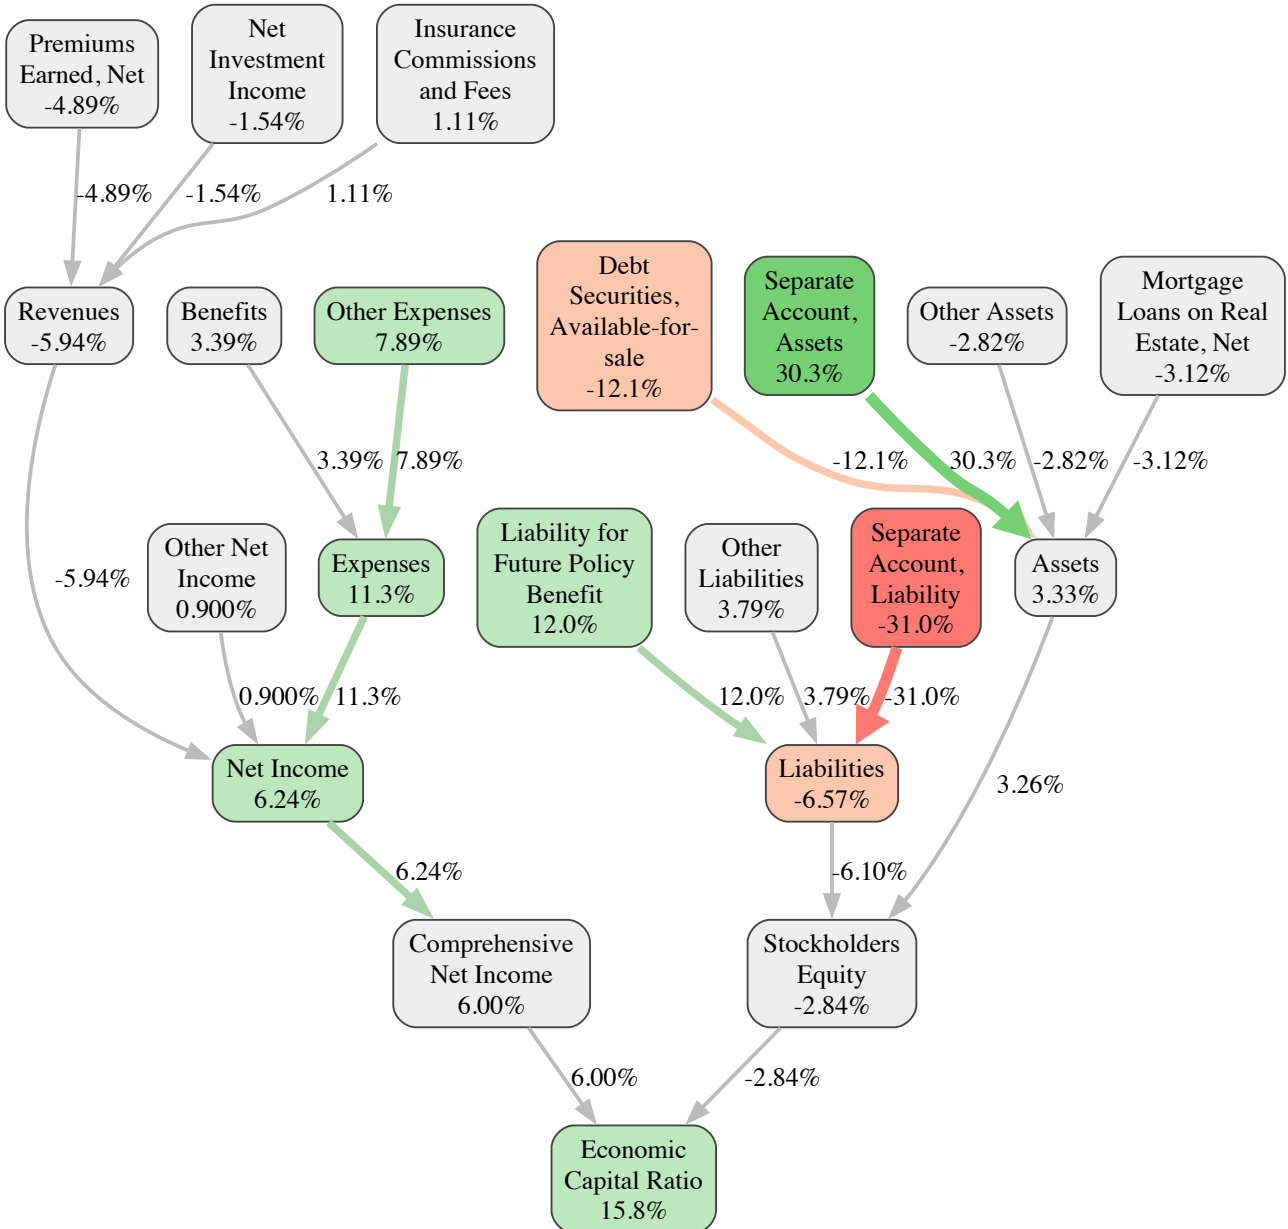 Premiums
Earned, Net
-4.89%
Net
Investment
Income
-1.54%
Insurance
Commissions
and Fees
1.11%
-4.89%
-1.54%
1.11%
Revenues
-5.94%
Benefits
3.39%
Other Expenses
7.89%
Debt
Securities,
Available-for-
sale
-12.1%
Separate
Account,
Assets
30.3%
Other Assets
-2.82%
Mortgage
Loans on Real
Estate, Net
-3.12%
3.39%
7.89%
-12.1%
30.3%
-2.82%
-3.12%
Other Net
Income
0.900%
Expenses
11.3%
Liability for
Future Policy
Benefit
12.0%
Other
Liabilities
3.79%
Separate
Account,
Liability
-31.0%
Assets
3.33%
-5.94%
0.900%
11.3%
12.0%
3.79%
-31.0%
Net Income
6.24%
Liabilities
-6.57%
3.26%
6.24%
-6.10%
Comprehensive
Net Income
6.00%
Stockholders
Equity
-2.84%
6.00%
-2.84%
Economic
Capital Ratio
15.8%